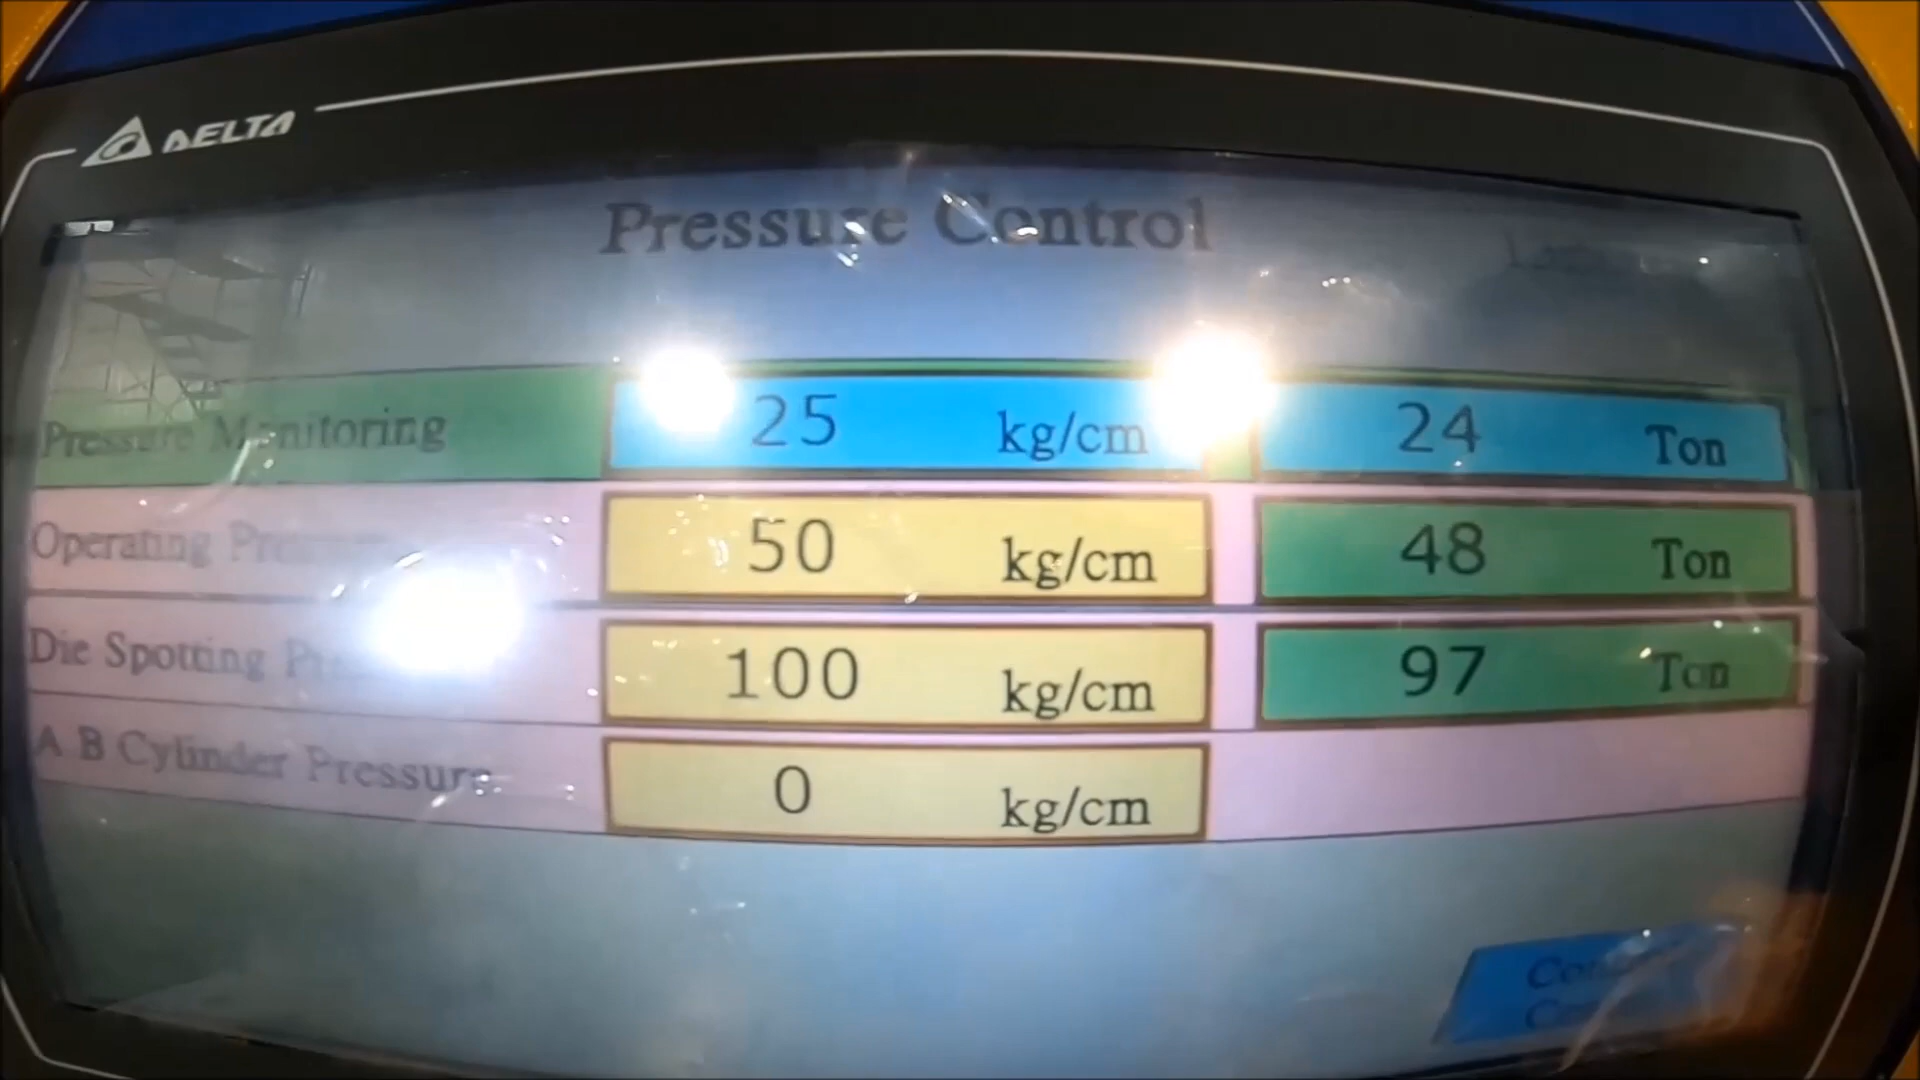 DELTA
Pressure Control
Pressure Monitoring 25 kg/cm 24 Ton
Operating 50 kg/cm 48 Ton
Die Spotting 100 kg/cm 97 Ton
A B Cylinder Pressure 0 kg/cm